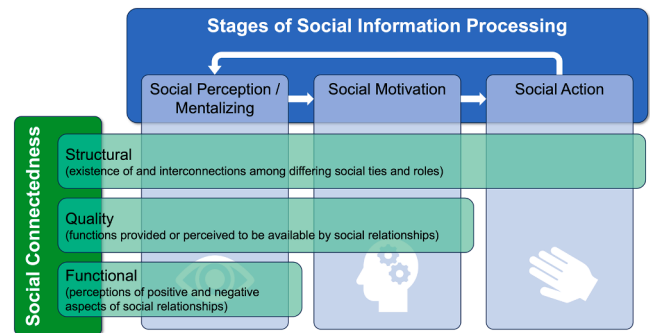 Stages of Social Information Processing
Social Perception /
Mentalizing
Social Motivation
Social Action
Social Connectedness
Structural
(existence of and interconnections among differing social ties and roles)
Quality
(functions provided or perceived to be available by social relationships)
Functional
(perceptions of positive and negative
aspects of social relationships)